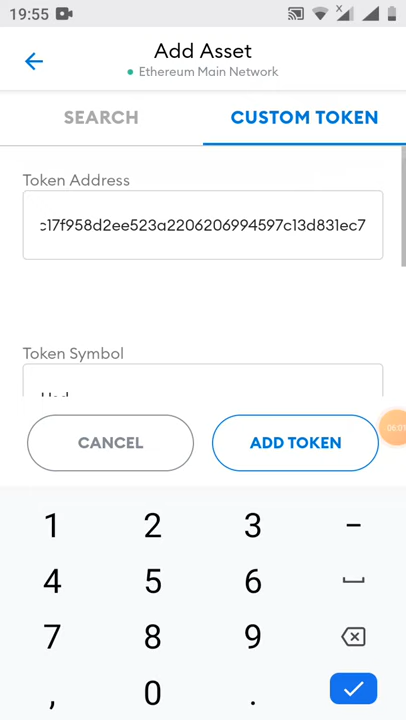 19:55
Add Asset
Ethereum Main Network
SEARCH
CUSTOM TOKEN
Token Address
c17f958d2ee523a2206206994597c13d831ec7
Token Symbol
CANCEL
ADD TOKEN
1 2 3 -
4 5 6
7 8 9
, 0 .